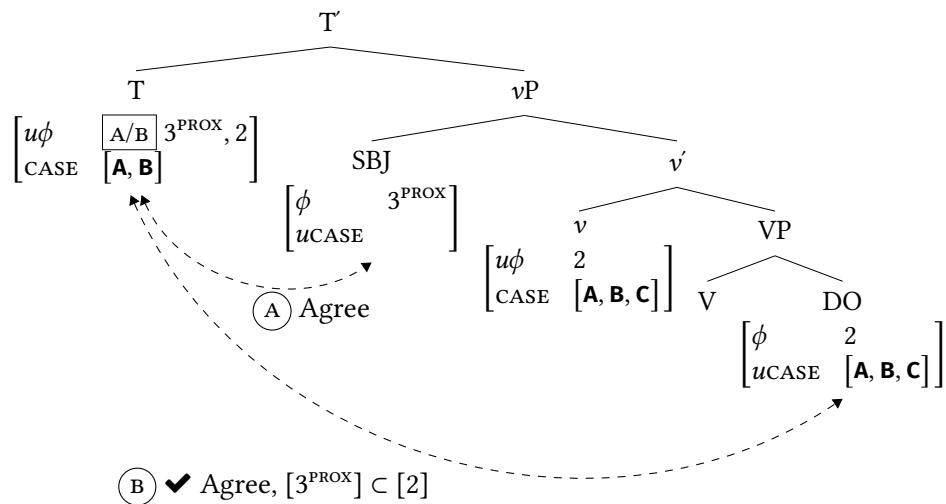 T′
T vP
uϕ A/B 3PROX, 2
CASE [A, B]
SBJ v′
ϕ 3PROX
uCASE
v VP
uϕ 2
CASE [A, B, C]
V DO
ϕ 2
uCASE [A, B, C]
A Agree
B ✔ Agree, [3PROX] ⊂ [2]